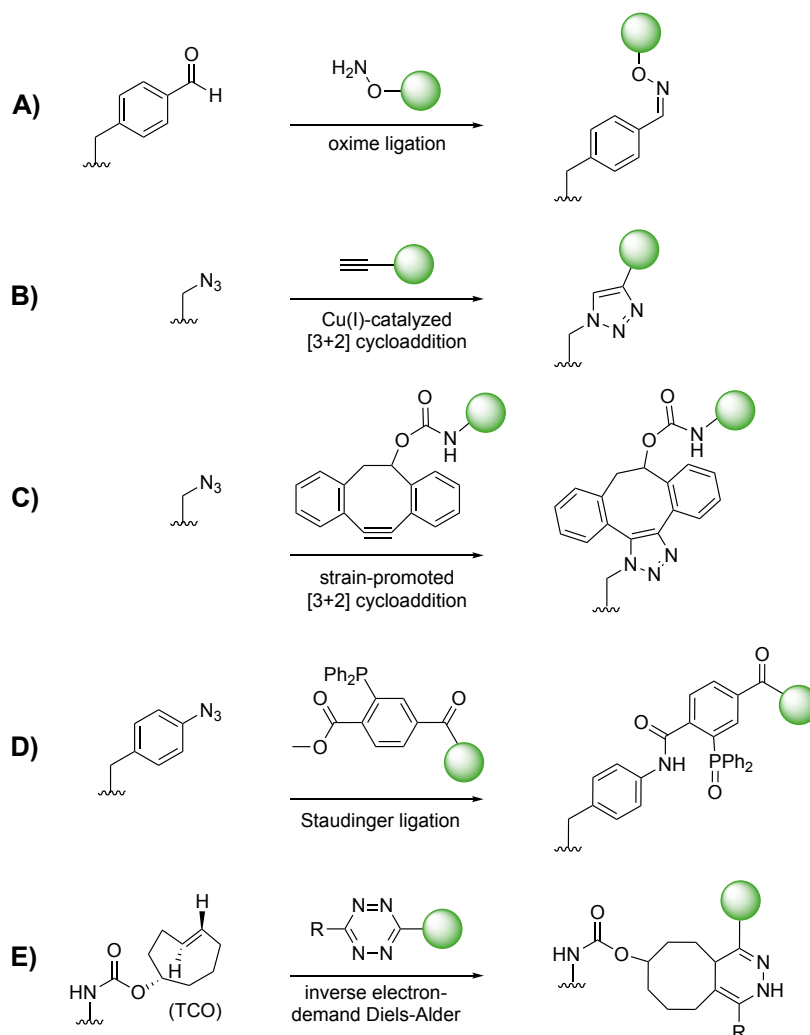 A)
O
H
H2N
O
oxime ligation
O
N
B)
N3
Cu(I)-catalyzed
[3+2] cycloaddition
N
N
N
C)
N3
O
O
N
H
strain-promoted
[3+2] cycloaddition
O
O
N
H
N
N
N
D)
N3
Ph2P
O
O
O
Staudinger ligation
O
O
NH
PPh2
O
E)
H
H
O
HN
O
(TCO)
N
N
N
N
R
inverse electron-
demand Diels-Alder
O
HN
O
N
NH
R